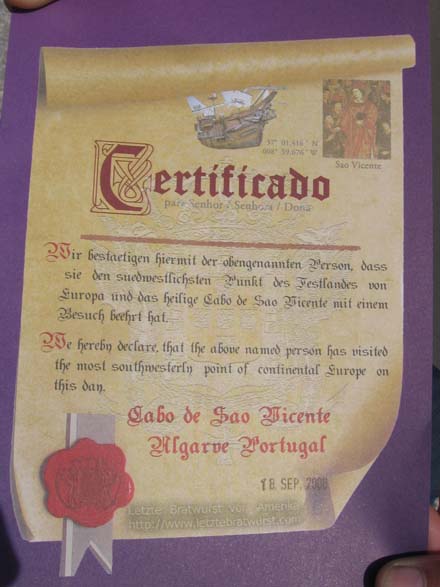 37° 01.416' N
008° 59.676' W
Sao Vicente
Certificado
para Senhor / Senhora / Dona
Wir bestaetigen hiermit der obengenannten Person, dass
sie den suedwestlichsten Punkt des Festlandes von
Europa und das heilige Cabo de Sao Vicente mit einem
Besuch beehrt hat.
We hereby declare, that the above named person has visited
the most southwesterly point of continental Europe on
this day.
Cabo de Sao Vicente
Algarve Portugal
18. SEP. 2008
Letzte Bratwurst vor Amerika
http://www.letztebratwurst.com